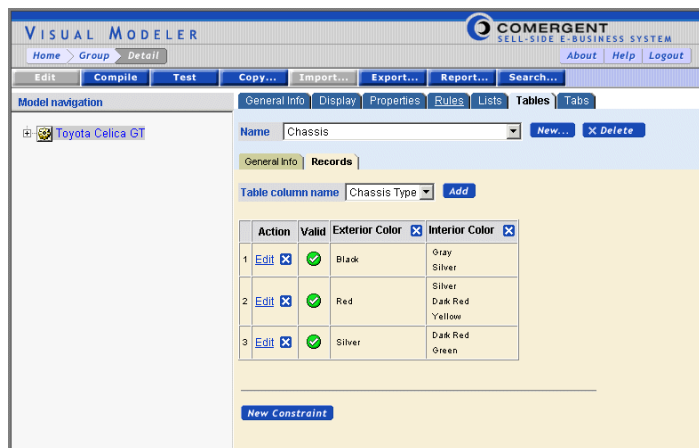 VISUAL MODELER
COMERGENT
SELL-SIDE E-BUSINESS SYSTEM
Home Group Detail
About Help Logout
Edit Compile Test Copy... Import... Export... Report... Search...
Model navigation
General Info Display Properties Rules Lists Tables Tabs
Toyota Celica GT
Name Chassis New... Delete
General Info Records
Table column name Chassis Type Add
Action Valid Exterior Color Interior Color
1 Edit Black Gray
Silver
2 Edit Red Silver
Dark Red
Yellow
3 Edit Silver Dark Red
Green
New Constraint